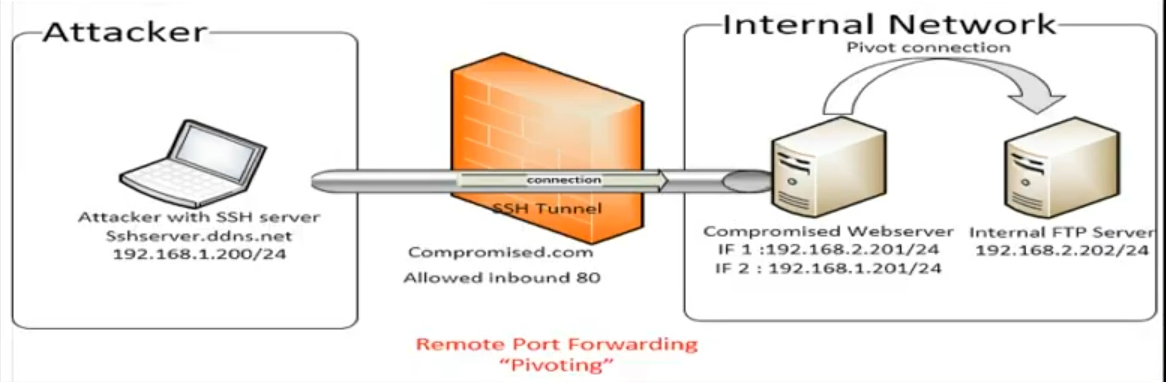 Attacker
Internal Network
Pivot connection
connection
SSH Tunnel
Attacker with SSH server
Sshserver.ddns.net
192.168.1.200/24
Compromised.com
Allowed inbound 80
Compromised Webserver
IF 1 :192.168.2.201/24
IF 2 : 192.168.1.201/24
Internal FTP Server
192.168.2.202/24
Remote Port Forwarding
“Pivoting”